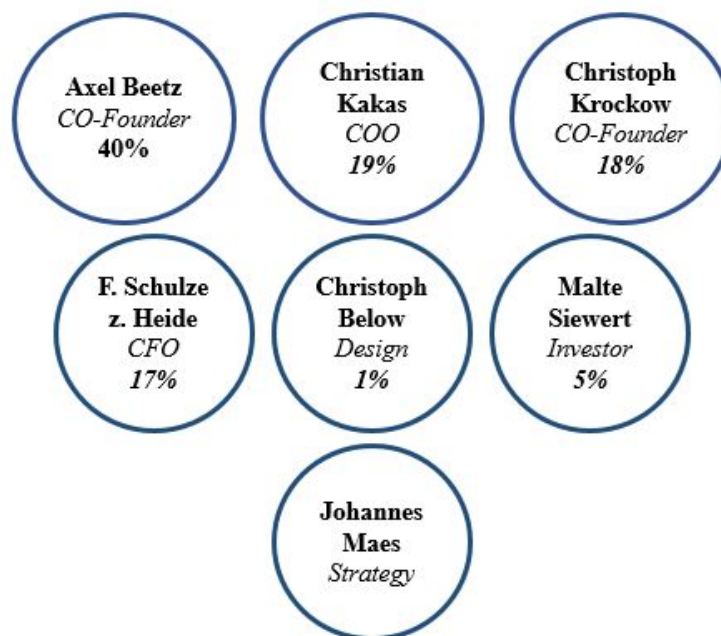 Axel Beetz
CO-Founder
40%
Christian
Kakas
COO
19%
Christoph
Krockow
CO-Founder
18%
F. Schulze
z. Heide
CFO
17%
Christoph
Below
Design
1%
Malte
Siewert
Investor
5%
Johannes
Maes
Strategy